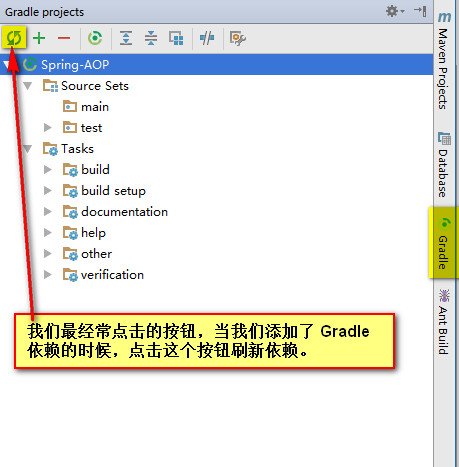 Gradle projects
Spring-AOP
Source Sets
main
test
Tasks
build
build setup
documentation
help
other
verification
我们最经常点击的按钮，当我们添加了 Gradle
依赖的时候，点击这个按钮刷新依赖。
Maven Projects
Database
Gradle
Ant Build